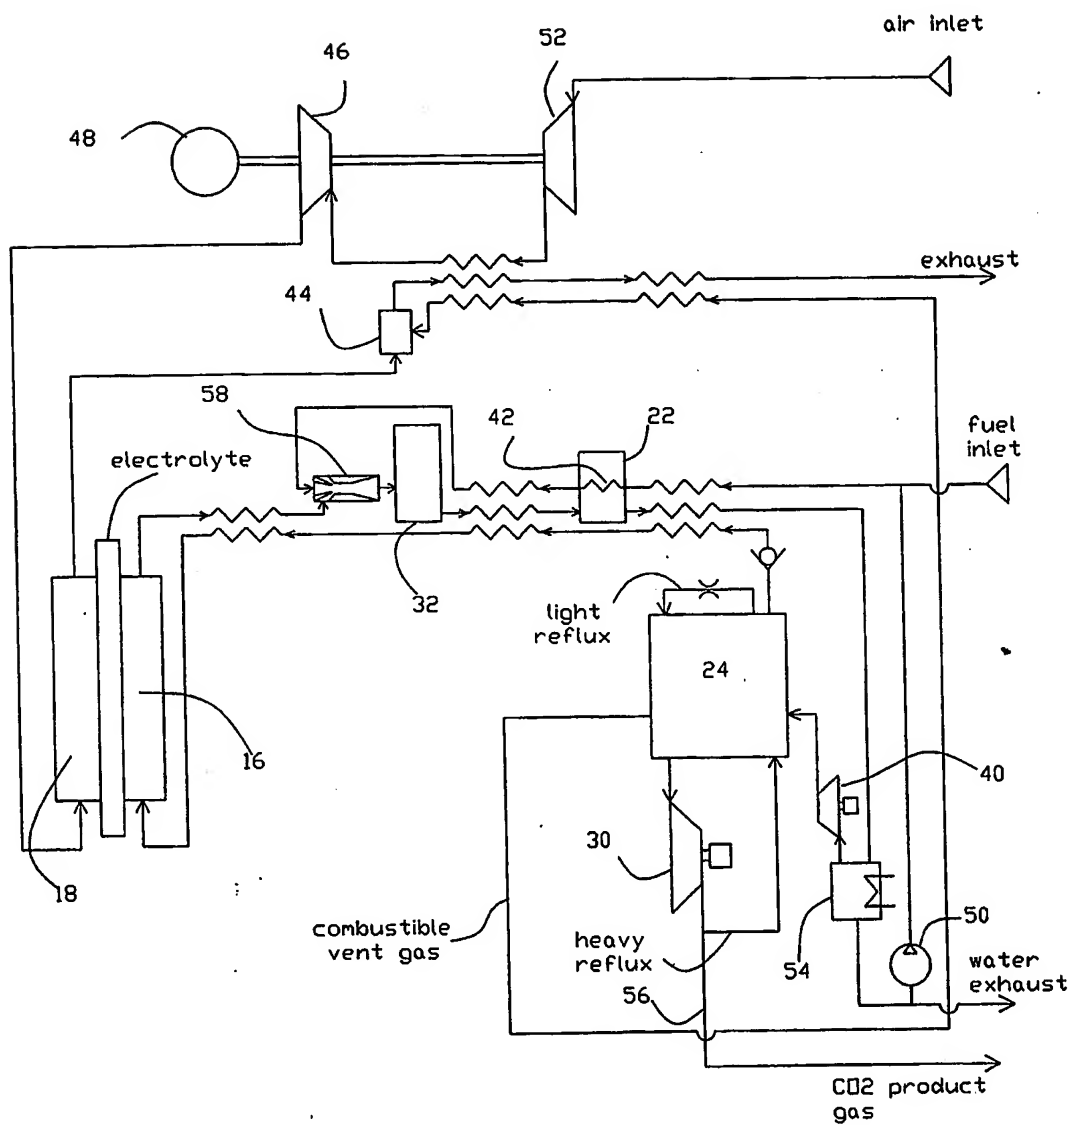 air inlet
52
46
48
exhaust
44
58
42
22
fuel
inlet
electrolyte
32
light
reflux
24
16
40
30
18
combustible
vent gas
heavy
reflux
54
50
water
exhaust
56
CO2 product
gas